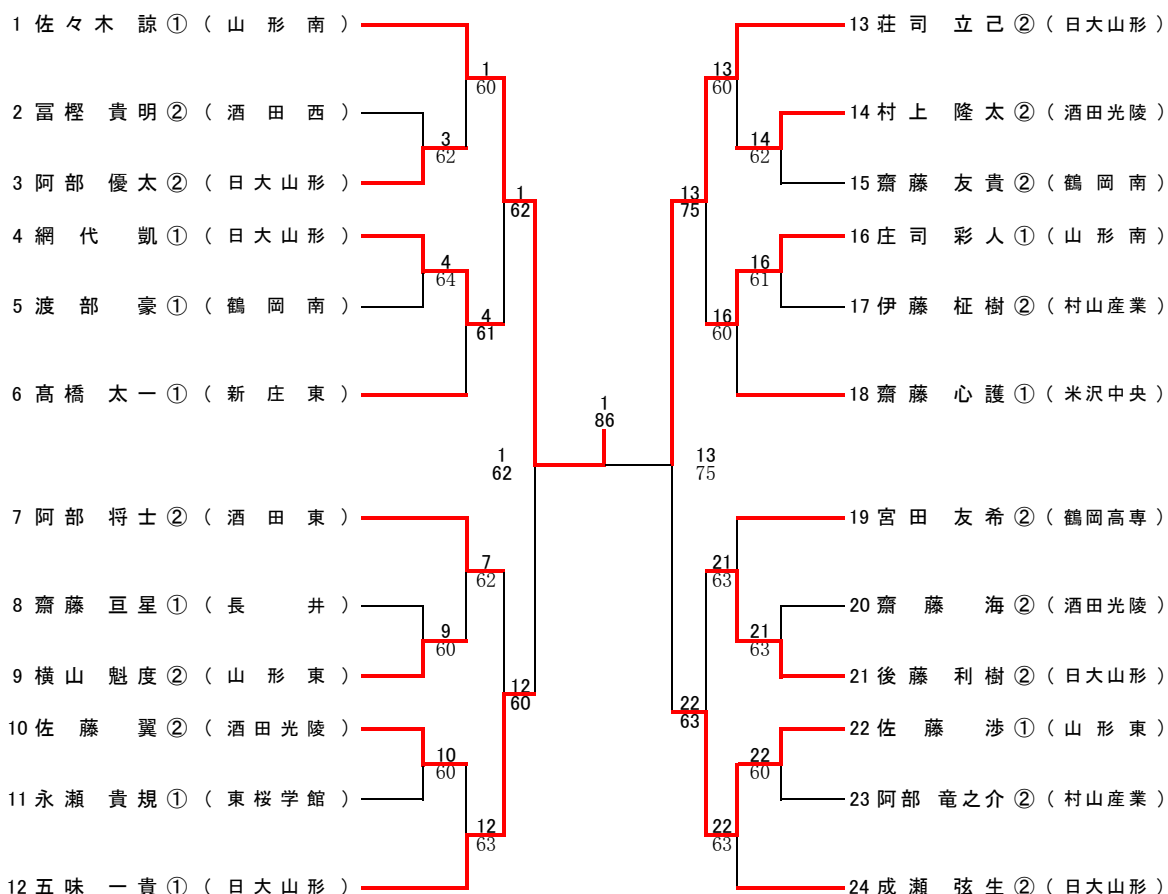 1 佐々木 諒 ① ( 山形南 )
2 冨樫 貴明 ② ( 酒田西 )
3 阿部 優太 ② ( 日大山形 )
4 網代 凱 ① ( 日大山形 )
5 渡部 豪 ① ( 鶴岡南 )
6 髙橋 太一 ① ( 新庄東 )
7 阿部 将士 ② ( 酒田東 )
8 齋藤 亘星 ① ( 長井 )
9 横山 魁度 ② ( 山形東 )
10 佐藤 翼 ② ( 酒田光陵 )
11 永瀬 貴規 ① ( 東桜学館 )
12 五味 一貴 ① ( 日大山形 )
1
60
3
62
1
62
4
64
4
61
1
62
7
62
9
60
12
60
10
60
12
63
1
86
13
75
13
60
14
62
13
75
16
61
16
60
21
63
21
63
22
63
22
60
22
63
13 荘司 立己 ② ( 日大山形 )
14 村上 隆太 ② ( 酒田光陵 )
15 齋藤 友貴 ② ( 鶴岡南 )
16 庄司 彩人 ① ( 山形南 )
17 伊藤 柾樹 ② ( 村山産業 )
18 齋藤 心護 ① ( 米沢中央 )
19 宮田 友希 ② ( 鶴岡高専 )
20 齋藤 海 ② ( 酒田光陵 )
21 後藤 利樹 ② ( 日大山形 )
22 佐藤 渉 ① ( 山形東 )
23 阿部 竜之介 ② ( 村山産業 )
24 成瀬 弦生 ② ( 日大山形 )